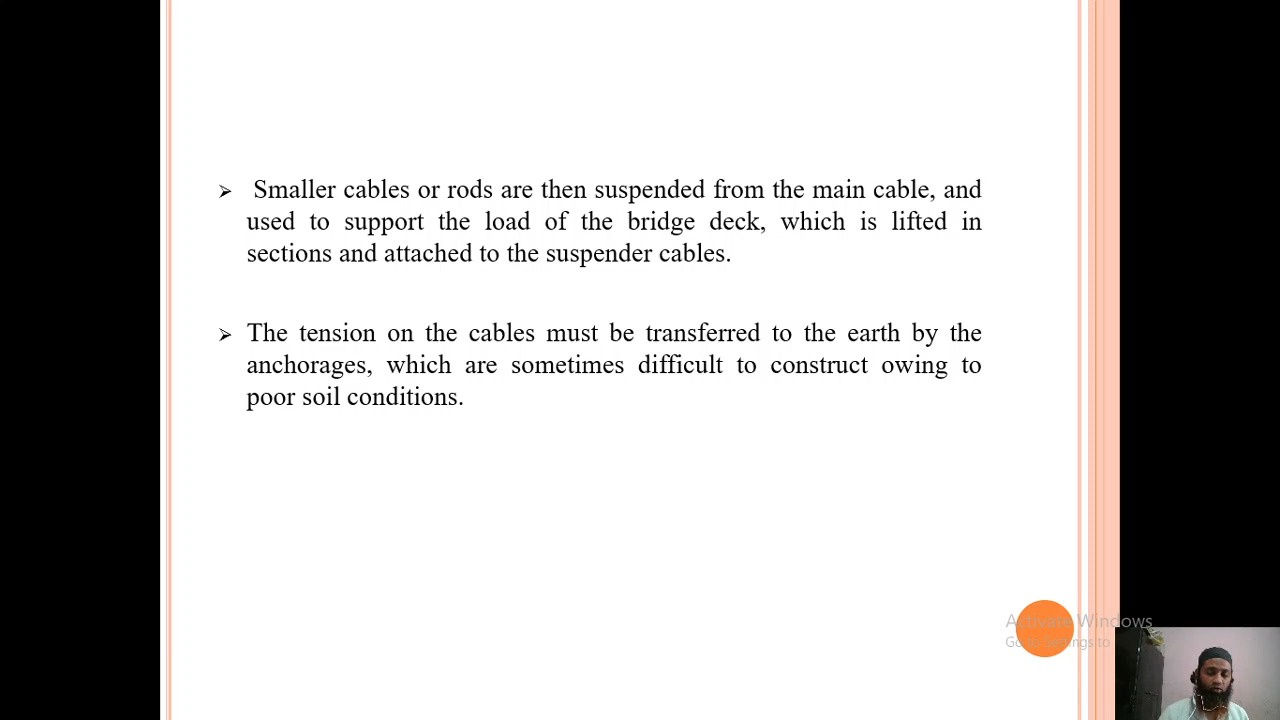 Smaller cables or rods are then suspended from the main cable, and
used to support the load of the bridge deck, which is lifted in
sections and attached to the suspender cables.
The tension on the cables must be transferred to the earth by the
anchorages, which are sometimes difficult to construct owing to
poor soil conditions.
Activate Windows
Go to Settings to